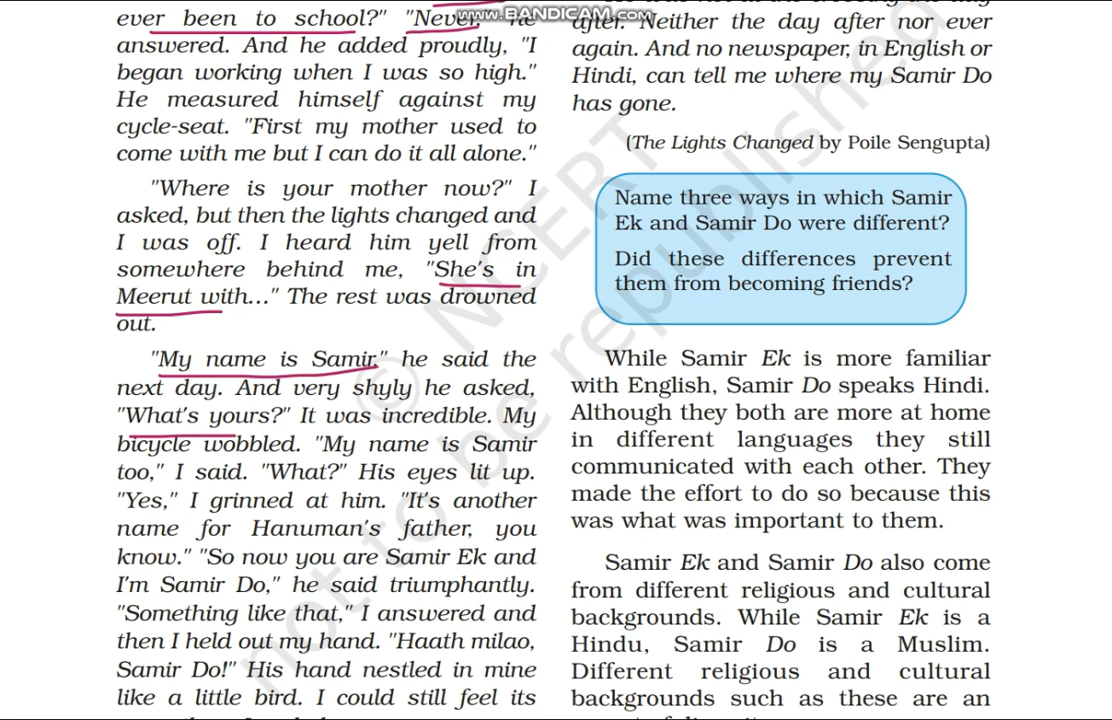 ever been to school?" "Never," he
answered. And he added proudly, "I
began working when I was so high."
He measured himself against my
cycle-seat. "First my mother used to
come with me but I can do it all alone."
"Where is your mother now?" I
asked, but then the lights changed and
I was off. I heard him yell from
somewhere behind me, "She's in
Meerut with..." The rest was drowned
out.
"My name is Samir," he said the
next day. And very shyly he asked,
"What's yours?" It was incredible. My
bicycle wobbled. "My name is Samir
too," I said. "What?" His eyes lit up.
"Yes," I grinned at him. "It's another
name for Hanuman's father, you
know." "So now you are Samir Ek and
I'm Samir Do," he said triumphantly.
"Something like that," I answered and
then I held out my hand. "Haath milao,
Samir Do!" His hand nestled in mine
like a little bird. I could still feel its
www.BANDICAM.com
after. Neither the day after nor ever
again. And no newspaper, in English or
Hindi, can tell me where my Samir Do
has gone.
(The Lights Changed by Poile Sengupta)
Name three ways in which Samir
Ek and Samir Do were different?
Did these differences prevent
them from becoming friends?
While Samir Ek is more familiar
with English, Samir Do speaks Hindi.
Although they both are more at home
in different languages they still
communicated with each other. They
made the effort to do so because this
was what was important to them.
Samir Ek and Samir Do also come
from different religious and cultural
backgrounds. While Samir Ek is a
Hindu, Samir Do is a Muslim.
Different religious and cultural
backgrounds such as these are an
© NCERT
not to be republished